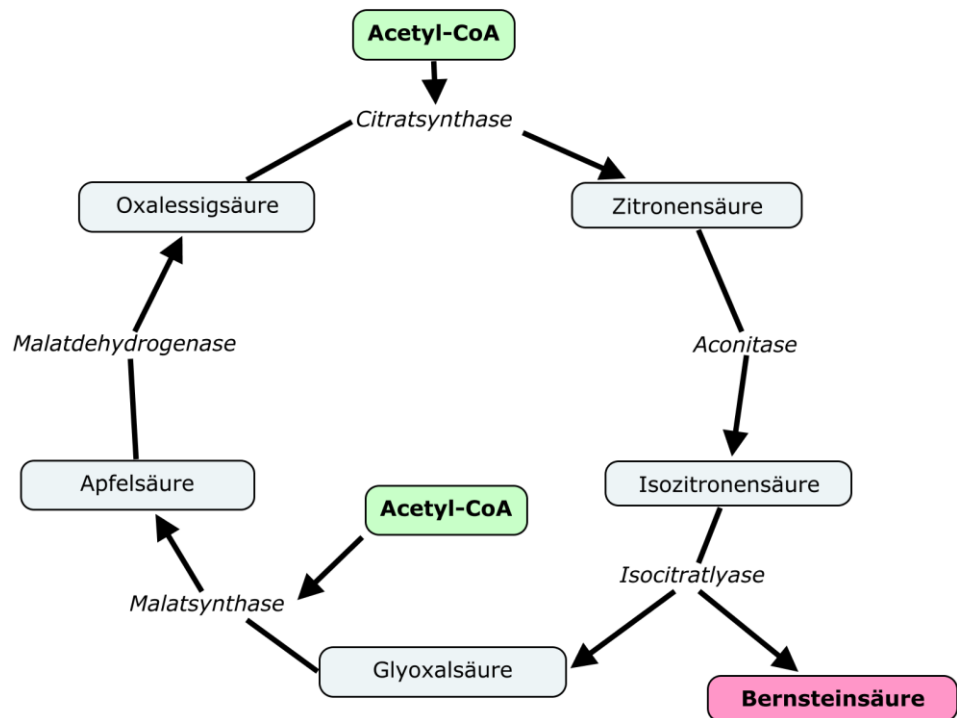 Acetyl-CoA
Citratsynthase
Oxalessigsäure
Zitronensäure
Malatdehydrogenase
Aconitase
Apfelsäure
Isozitronensäure
Acetyl-CoA
Isocitratlyase
Malatsynthase
Glyoxalsäure
Bernsteinsäure